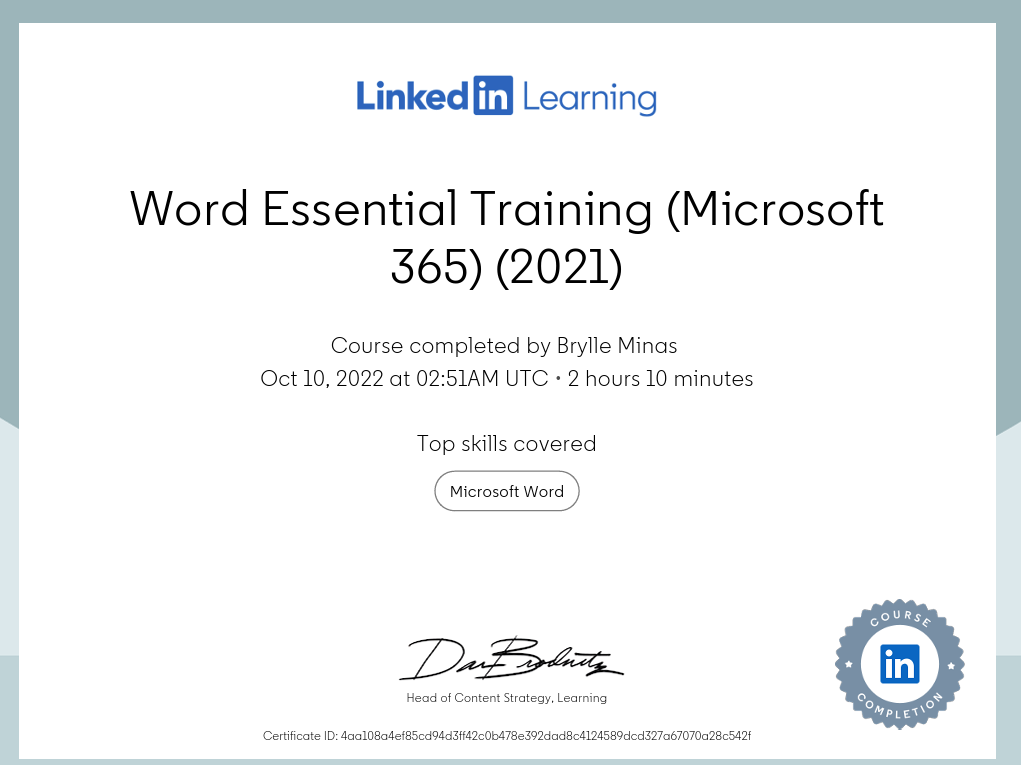 Linkedin Learning
Word Essential Training (Microsoft
365) (2021)
Course completed by Brylle Minas
Oct 10, 2022 at 02:51AM UTC • 2 hours 10 minutes
Top skills covered
Microsoft Word
Head of Content Strategy, Learning
COURSE
in
COMPLETION
Certificate ID: 4aa108a4ef85cd94d3ff42c0b478e392dad8c4124589dcd327a67070a28c542f